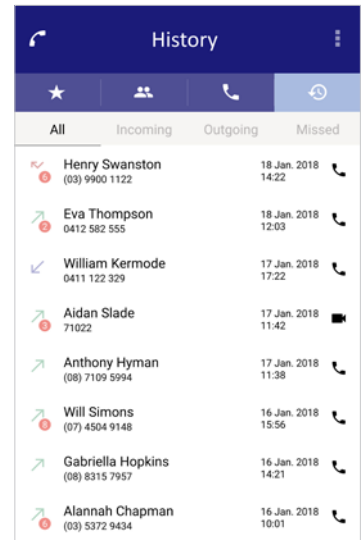 History
All Incoming Outgoing Missed
Henry Swanston 18 Jan. 2018
6 (03) 9900 1122 14:22
Eva Thompson 18 Jan. 2018
2 0412 582 555 12:03
William Kermode 17 Jan. 2018
0411 122 329 17:22
Aidan Slade 17 Jan. 2018
3 71022 11:42
Anthony Hyman 17 Jan. 2018
(08) 7109 5994 11:38
Will Simons 16 Jan. 2018
8 (07) 4504 9148 15:56
Gabriella Hopkins 16 Jan. 2018
(08) 8315 7957 14:21
Alannah Chapman 16 Jan. 2018
6 (03) 5372 9434 10:01